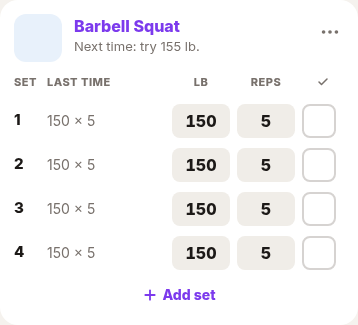 Barbell Squat
Next time: try 155 lb.
SET LAST TIME LB REPS ✓
1 150 × 5 150 5
2 150 × 5 150 5
3 150 × 5 150 5
4 150 × 5 150 5
+ Add set